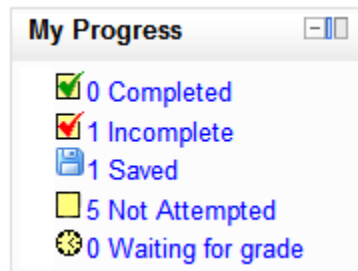 My Progress
0 Completed
1 Incomplete
1 Saved
5 Not Attempted
0 Waiting for grade